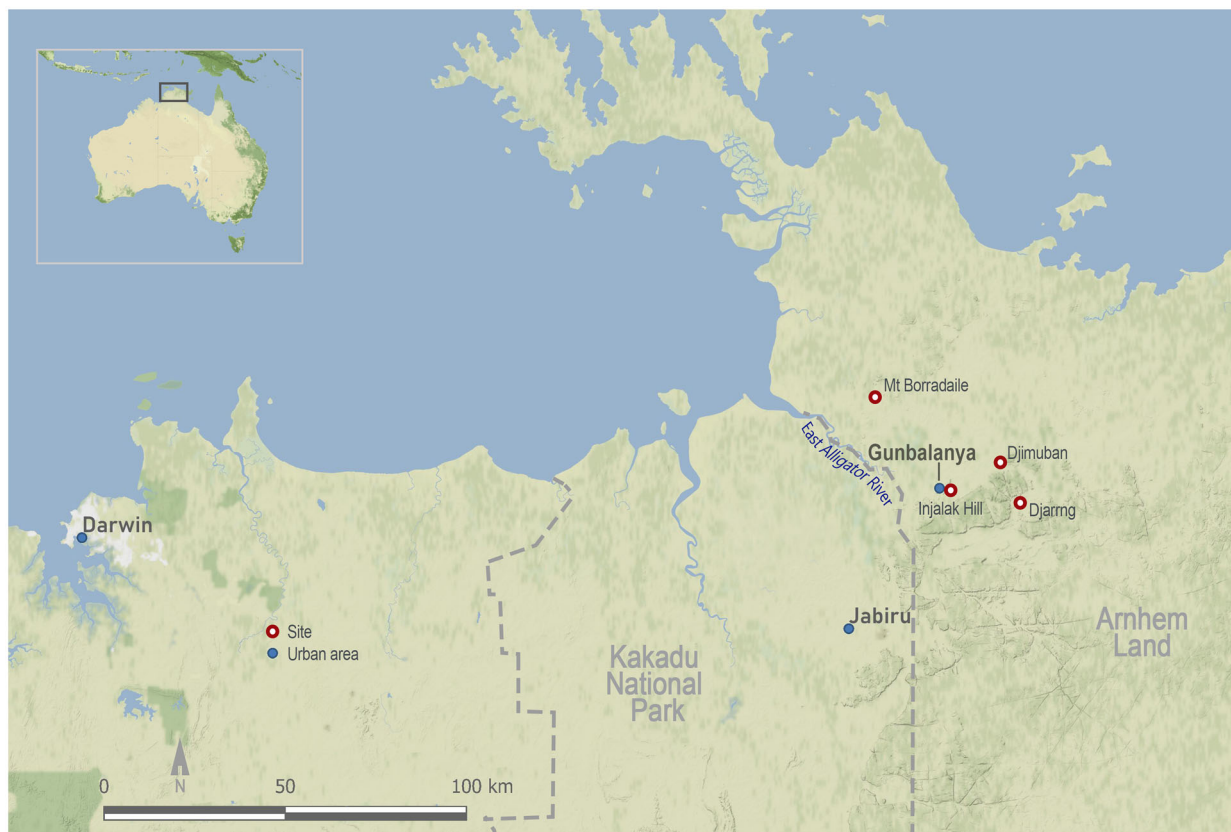 Mt Borradaile
East Alligator River
Gunbalanya
Djimuban
Injalak Hill
Djarrng
Darwin
Jabiru
Site
Urban area
Kakadu
National
Park
Arnhem
Land
N
0 50 100 km